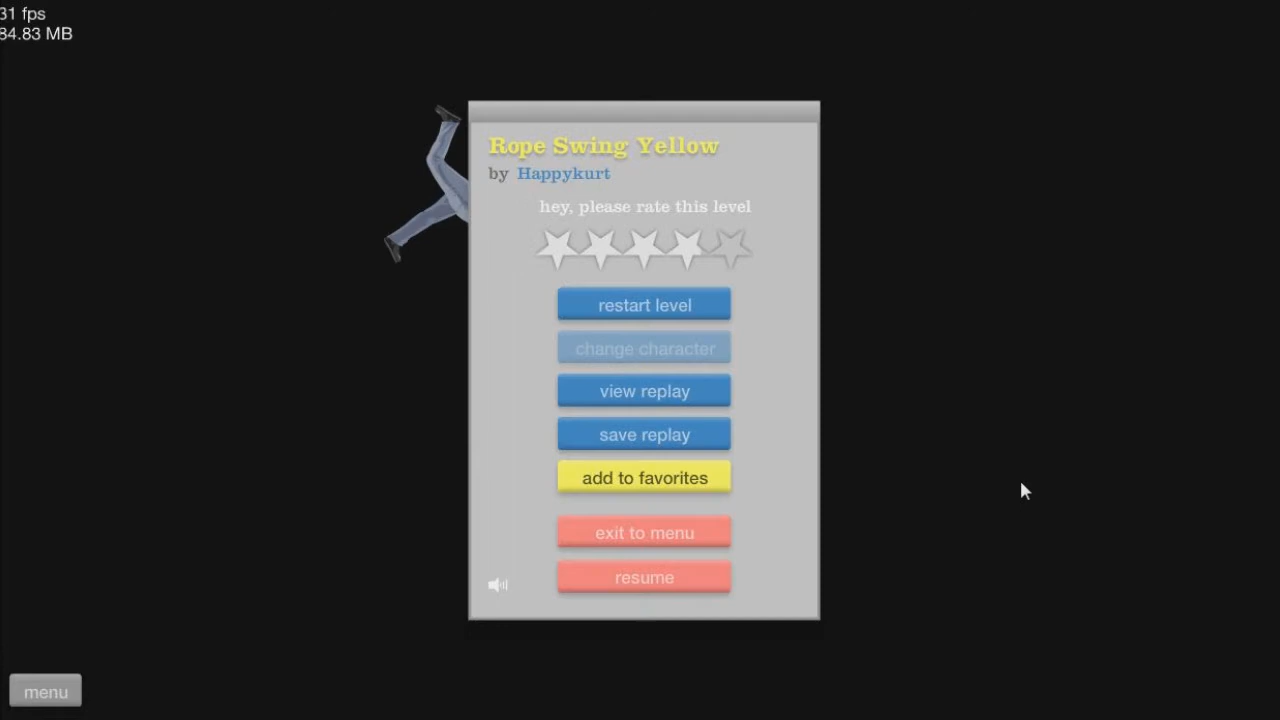 31 fps
84.83 MB
Rope Swing Yellow
by Happykurt
hey, please rate this level
restart level
change character
view replay
save replay
add to favorites
exit to menu
resume
menu